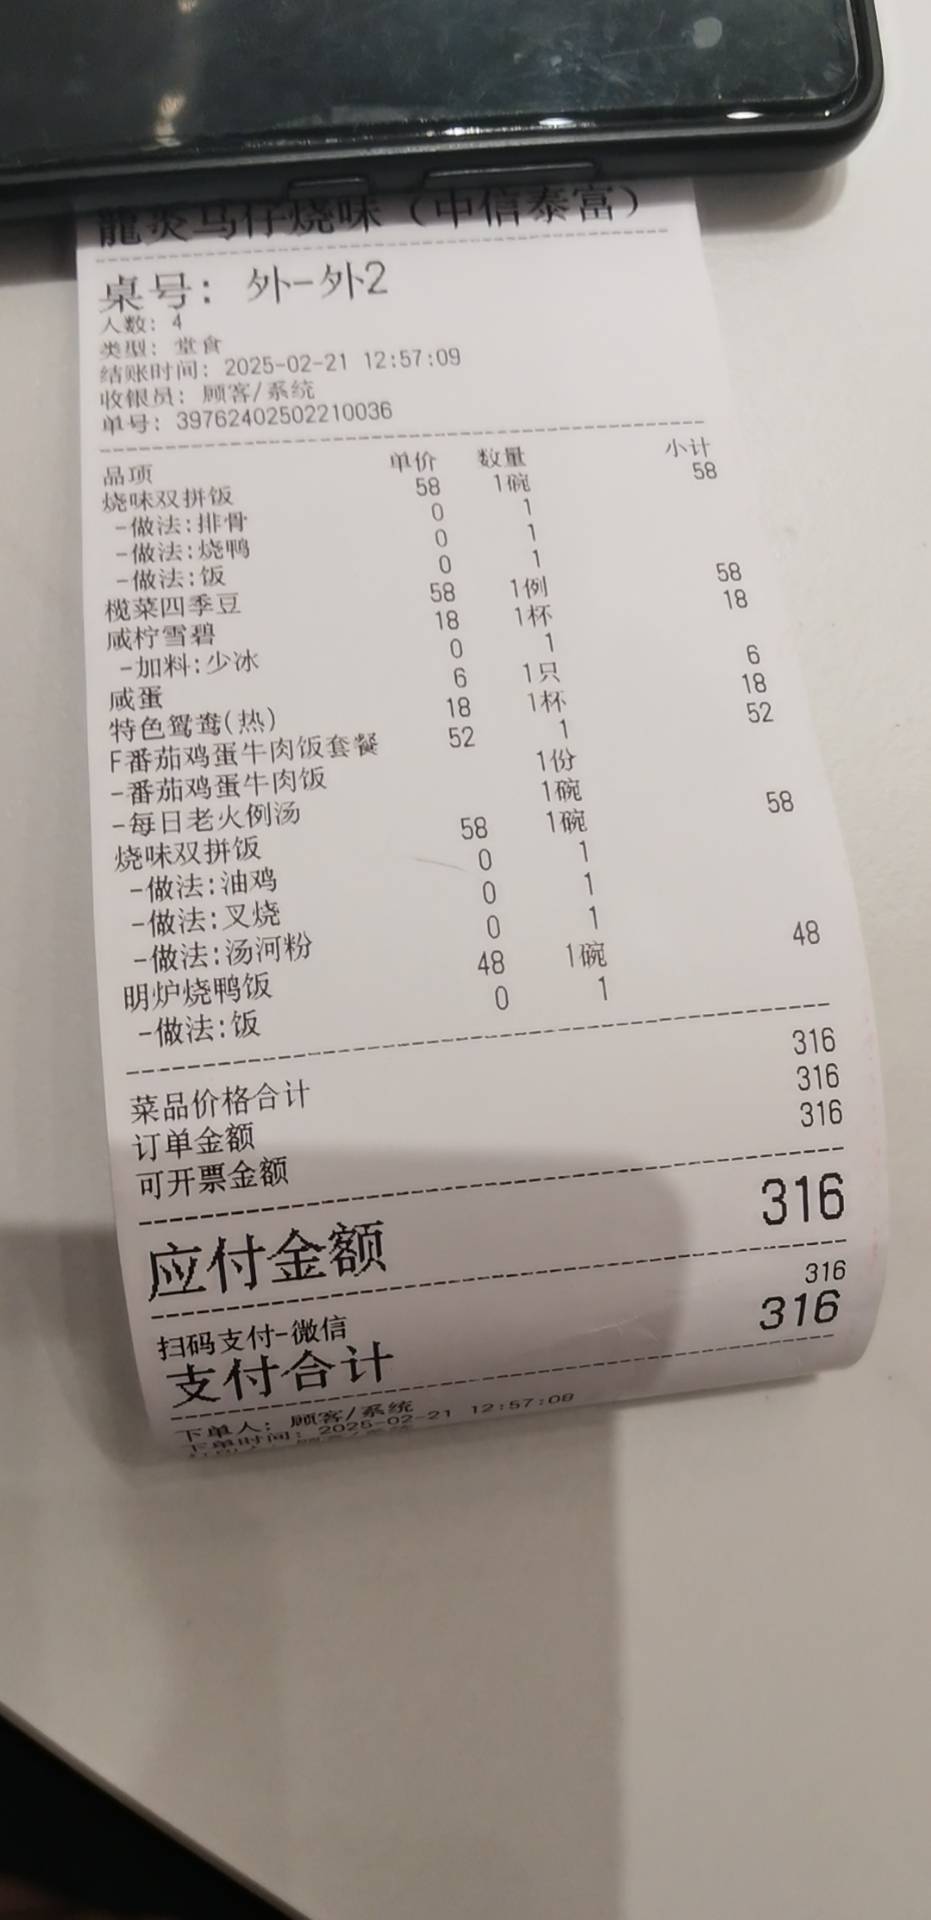 龍炎马仔烧味（中信泰富）
桌号: 外-外2
人数: 4
类型: 堂食
结账时间: 2025-02-21 12:57:09
收银员: 顾客/系统
单号: 39762402502210036
品项 单价 数量 小计
烧味双拼饭 58 1碗 58
-做法:排骨 0 1
-做法:烧鸭 0 1
-做法:饭 0 1
榄菜四季豆 58 1例 58
咸柠雪碧 18 1杯 18
-加料:少冰 0 1
咸蛋 6 1只 6
特色鸳鸯(热) 18 1杯 18
F番茄鸡蛋牛肉饭套餐 52 1 52
-番茄鸡蛋牛肉饭 1份
-每日老火例汤 1碗
烧味双拼饭 58 1碗 58
-做法:油鸡 0 1
-做法:叉烧 0 1
-做法:汤河粉 0 1
明炉烧鸭饭 48 1碗 48
-做法:饭 0 1
菜品价格合计 316
订单金额 316
可开票金额 316
应付金额 316
扫码支付-微信 316
支付合计 316
下单人: 顾客/系统
下单时间: 2025-02-21 12:57:08